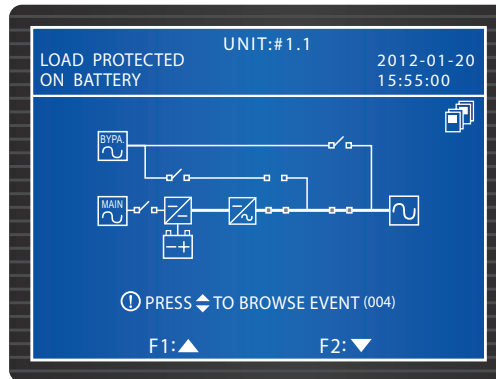 UNIT:#1.1
LOAD PROTECTED
ON BATTERY
2012-01-20
15:55:00
BYPA.
MAIN
PRESS TO BROWSE EVENT (004)
F1: F2: